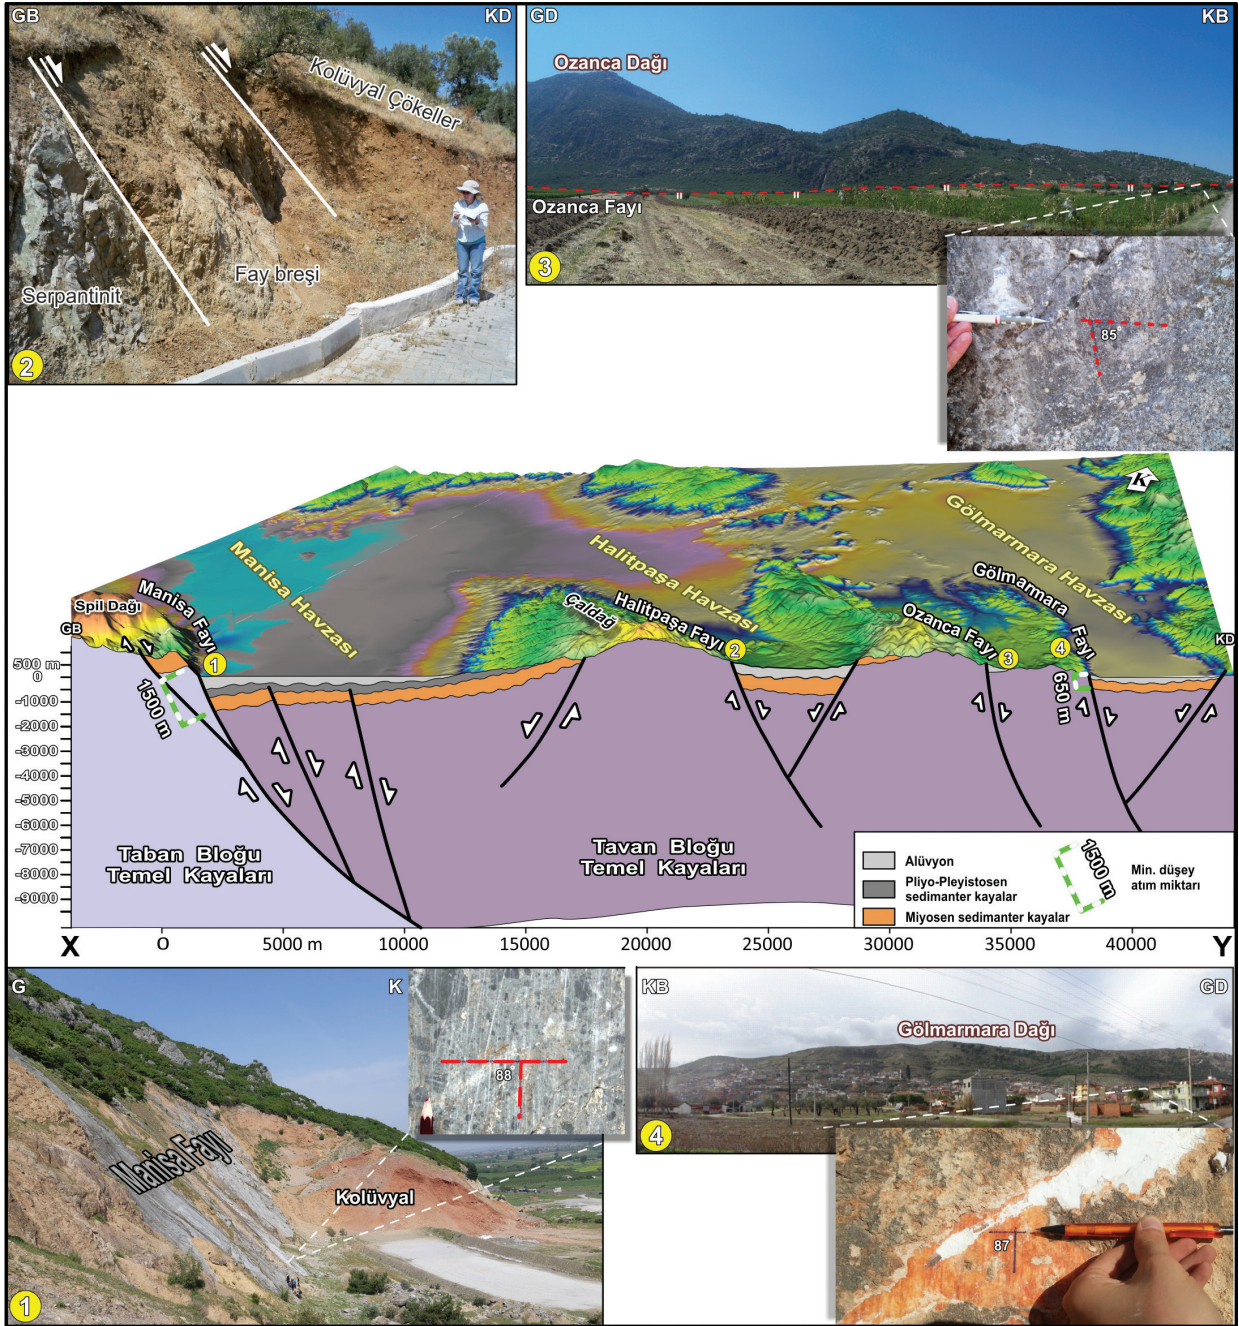 GB
KD
Kolüvyal Çökeller
Fay breşi
Serpantinit
2
GD
KB
Ozanca Dağı
Ozanca Fayı
3
85°
K
Manisa Havzası
Halitpaşa Havzası
Gölmarmara Havzası
Spil Dağı
Manisa Fayı
Çaldağ
Halitpaşa Fayı
Ozanca Fayı
Gölmarmara Fayı
GB
KD
1
2
3
4
500 m
0
-1000
-2000
-3000
-4000
-5000
-6000
-7000
-8000
-9000
1500 m
650 m
Taban Bloğu
Temel Kayaları
Tavan Bloğu
Temel Kayaları
Alüvyon
Pliyo-Pleyistosen
sedimanter kayalar
Miyosen sedimanter kayalar
1500 m
Min. düşey
atım miktarı
X
O
5000 m
10000
15000
20000
25000
30000
35000
40000
Y
G
K
88°
Manisa Fayı
Kolüvyal
1
KB
GD
Gölmarmara Dağı
4
87°